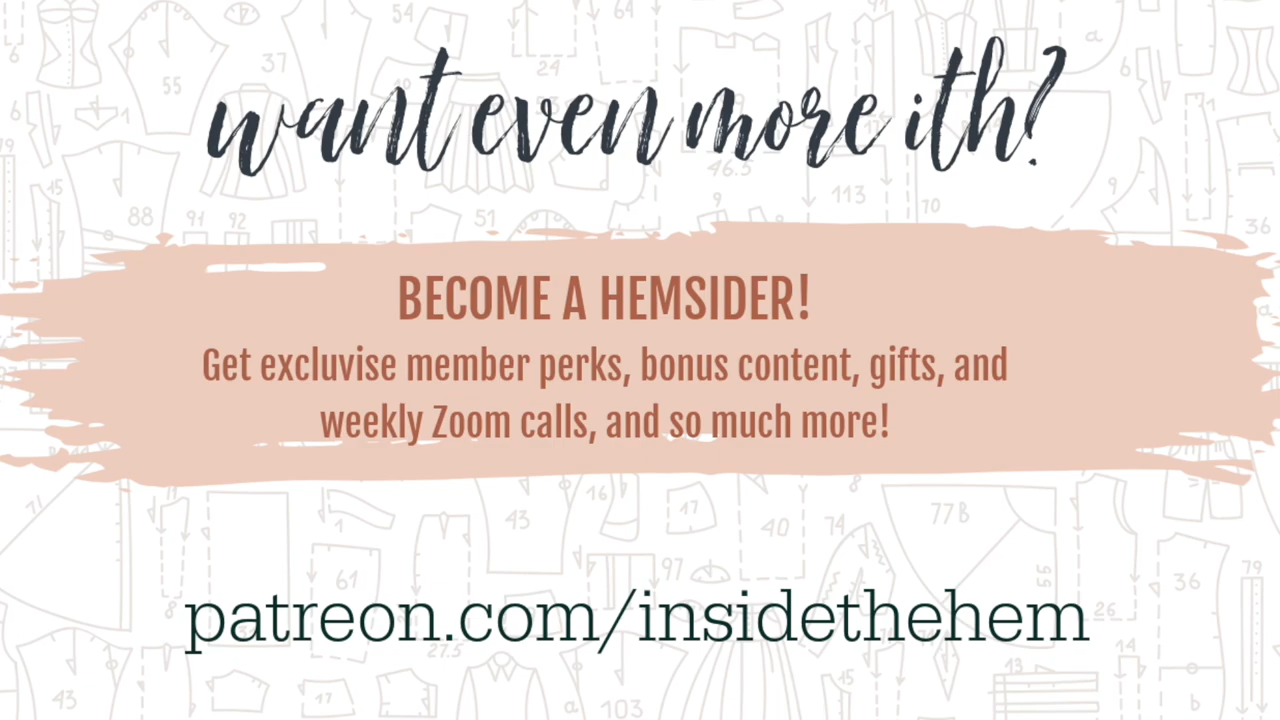 want even more ith?
BECOME A HEMSIDER!
Get excluvise member perks, bonus content, gifts, and
weekly Zoom calls, and so much more!
patreon.com/insidethehem